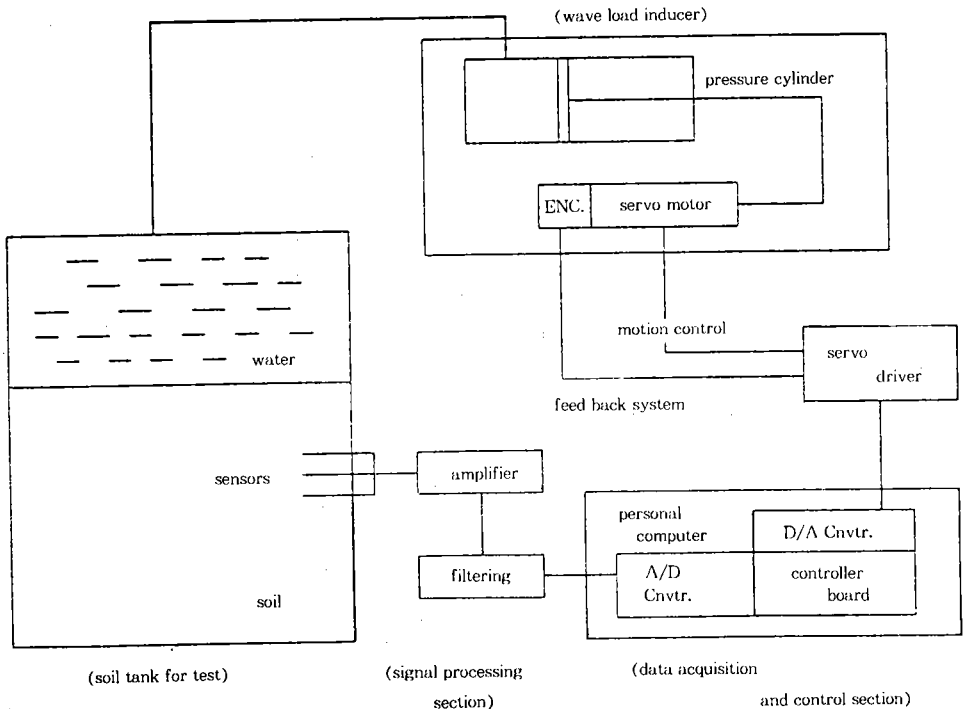 (wave load inducer)
pressure cylinder
ENC.
servo motor
motion control
servo
driver
feed back system
water
sensors
soil
amplifier
filtering
personal
computer
D/A Cnvtr.
A/D
Cnvtr.
controller
board
(soil tank for test)
(signal processing
section)
(data acquisition
and control section)